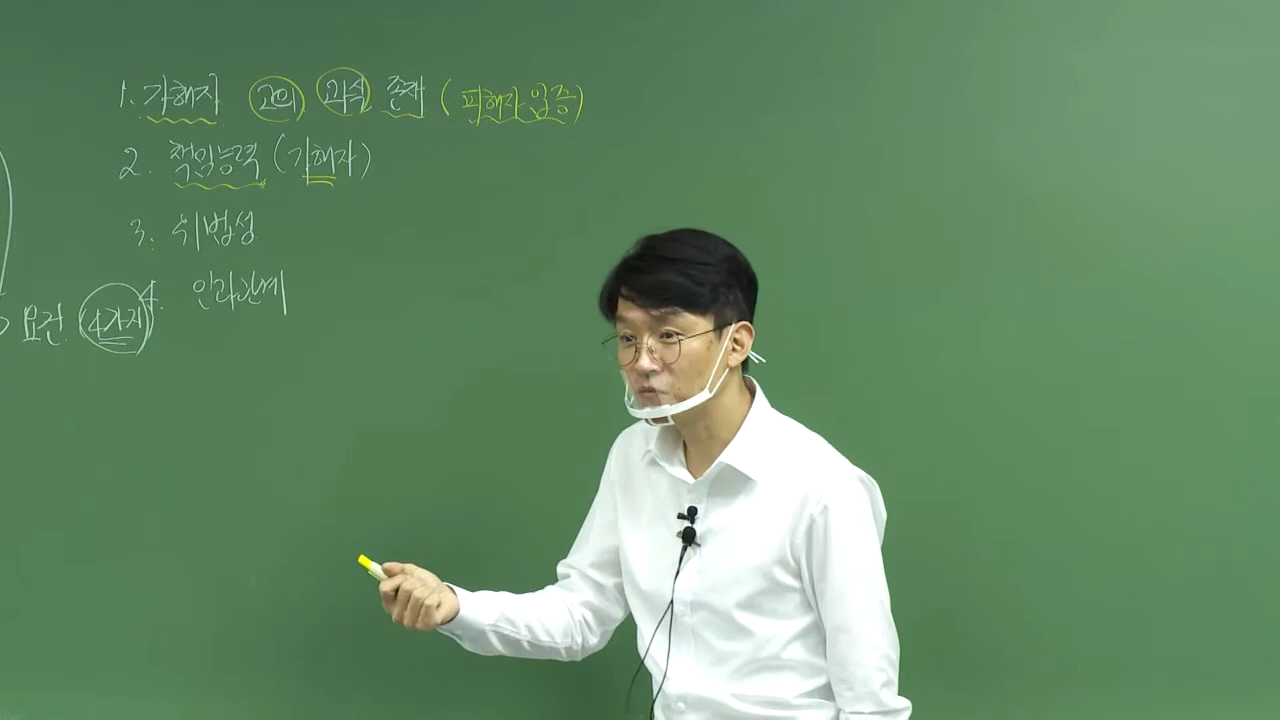 1. 가해자 고의 과실 존재 (피해자 입증)
2. 책임능력 (가해자)
3. 위법성
4. 인과관계
요건 (4가지)